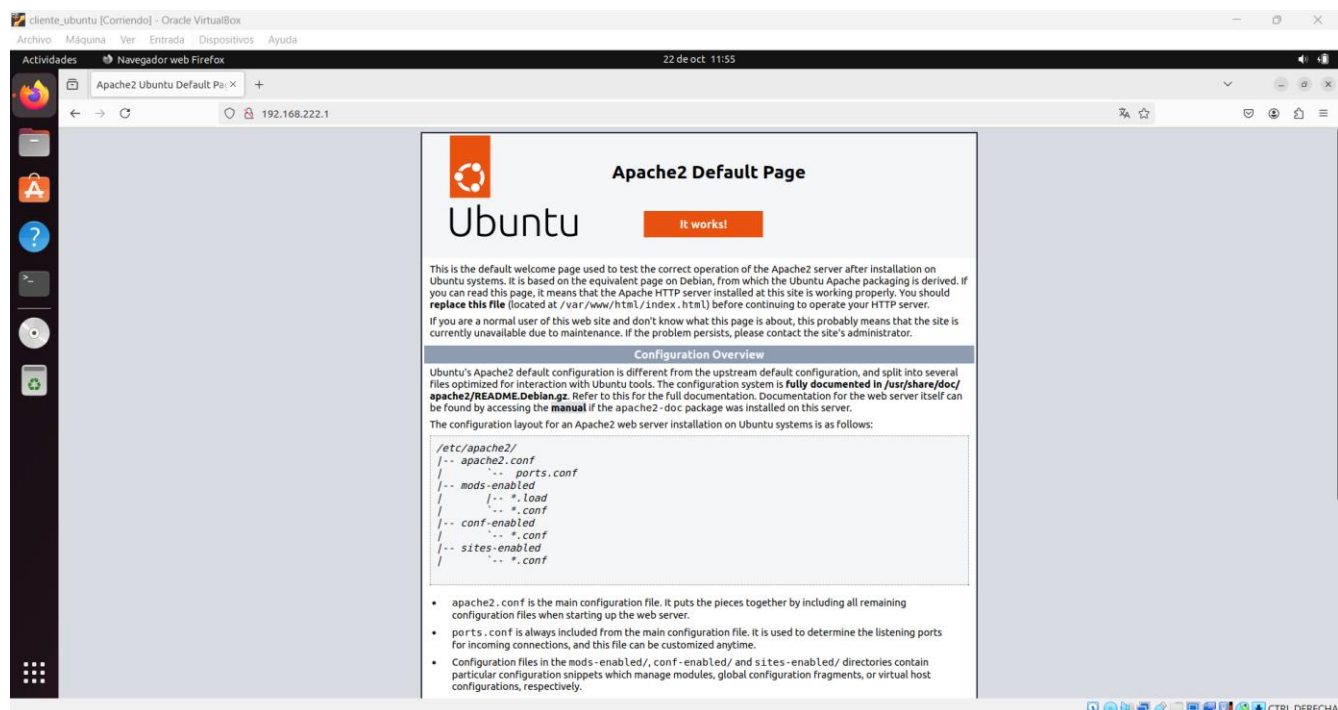 cliente_ubuntu [Corriendo] - Oracle VirtualBox
Archivo Máquina Ver Entrada Dispositivos Ayuda
Actividades Navegador web Firefox 22 de oct 11:55
Apache2 Ubuntu Default Pa
192.168.222.1
Apache2 Default Page
Ubuntu
It works!
This is the default welcome page used to test the correct operation of the Apache2 server after installation on
Ubuntu systems. It is based on the equivalent page on Debian, from which the Ubuntu Apache packaging is derived. If
you can read this page, it means that the Apache HTTP server installed at this site is working properly. You should
replace this file (located at /var/www/html/index.html) before continuing to operate your HTTP server.
If you are a normal user of this web site and don't know what this page is about, this probably means that the site is
currently unavailable due to maintenance. If the problem persists, please contact the site's administrator.
Configuration Overview
Ubuntu's Apache2 default configuration is different from the upstream default configuration, and split into several
files optimized for interaction with Ubuntu tools. The configuration system is fully documented in /usr/share/doc/
apache2/README.Debian.gz. Refer to this for the full documentation. Documentation for the web server itself can
be found by accessing the manual if the apache2-doc package was installed on this server.
The configuration layout for an Apache2 web server installation on Ubuntu systems is as follows:
/etc/apache2/
|-- apache2.conf
| `-- ports.conf
|-- mods-enabled
| |-- *.load
| `-- *.conf
|-- conf-enabled
| `-- *.conf
|-- sites-enabled
| `-- *.conf
• apache2.conf is the main configuration file. It puts the pieces together by including all remaining
configuration files when starting up the web server.
• ports.conf is always included from the main configuration file. It is used to determine the listening ports
for incoming connections, and this file can be customized anytime.
• Configuration files in the mods-enabled/, conf-enabled/ and sites-enabled/ directories contain
particular configuration snippets which manage modules, global configuration fragments, or virtual host
configurations, respectively.
CTRL DERECHA